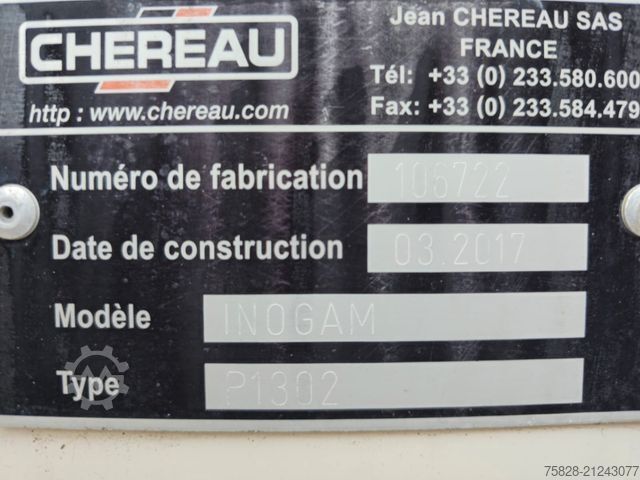 CHEREAU
http : www.chereau.com
Jean CHEREAU SAS
FRANCE
Tél: +33 (0) 233.580.600
Fax: +33 (0) 233.584.479
Numéro de fabrication 106722
Date de construction 03.2017
Modèle INOGAM
Type P1302
75828-21243077